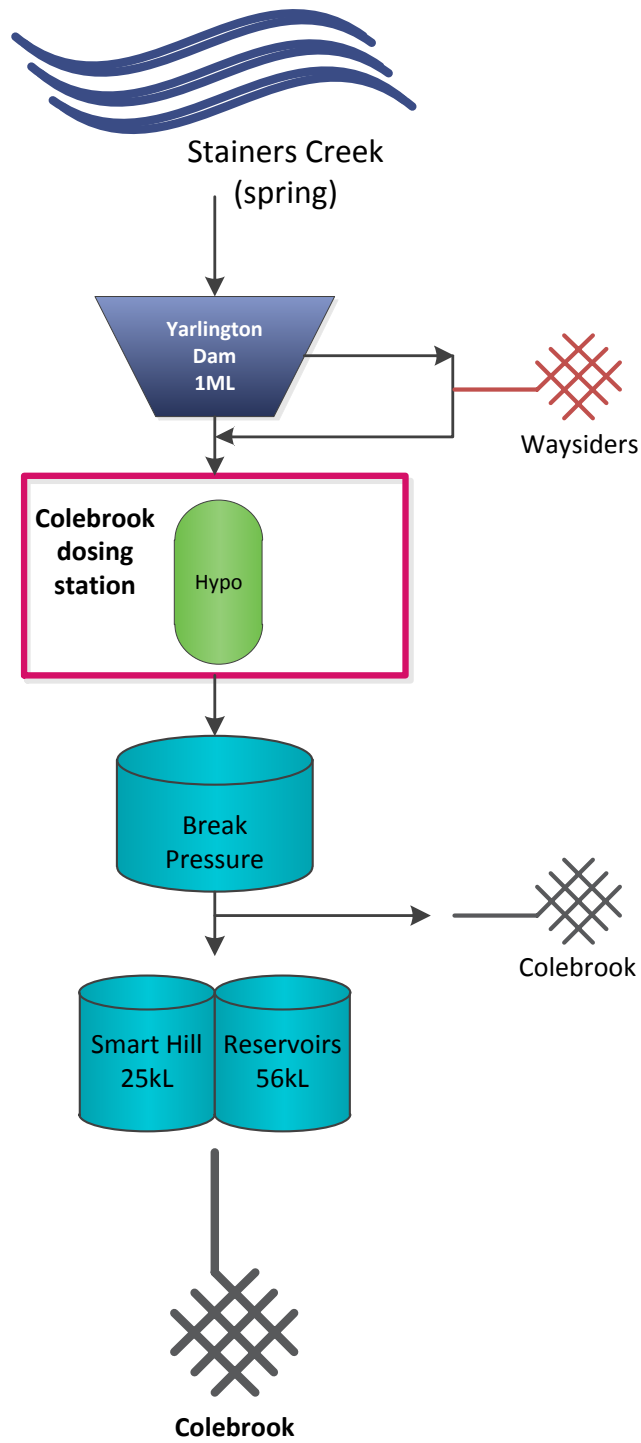 Stainers Creek
(spring)
Yarlington
Dam
1ML
Waysiders
Colebrook
dosing
station
Hypo
Break
Pressure
Colebrook
Smart Hill
25kL
Reservoirs
56kL
Colebrook